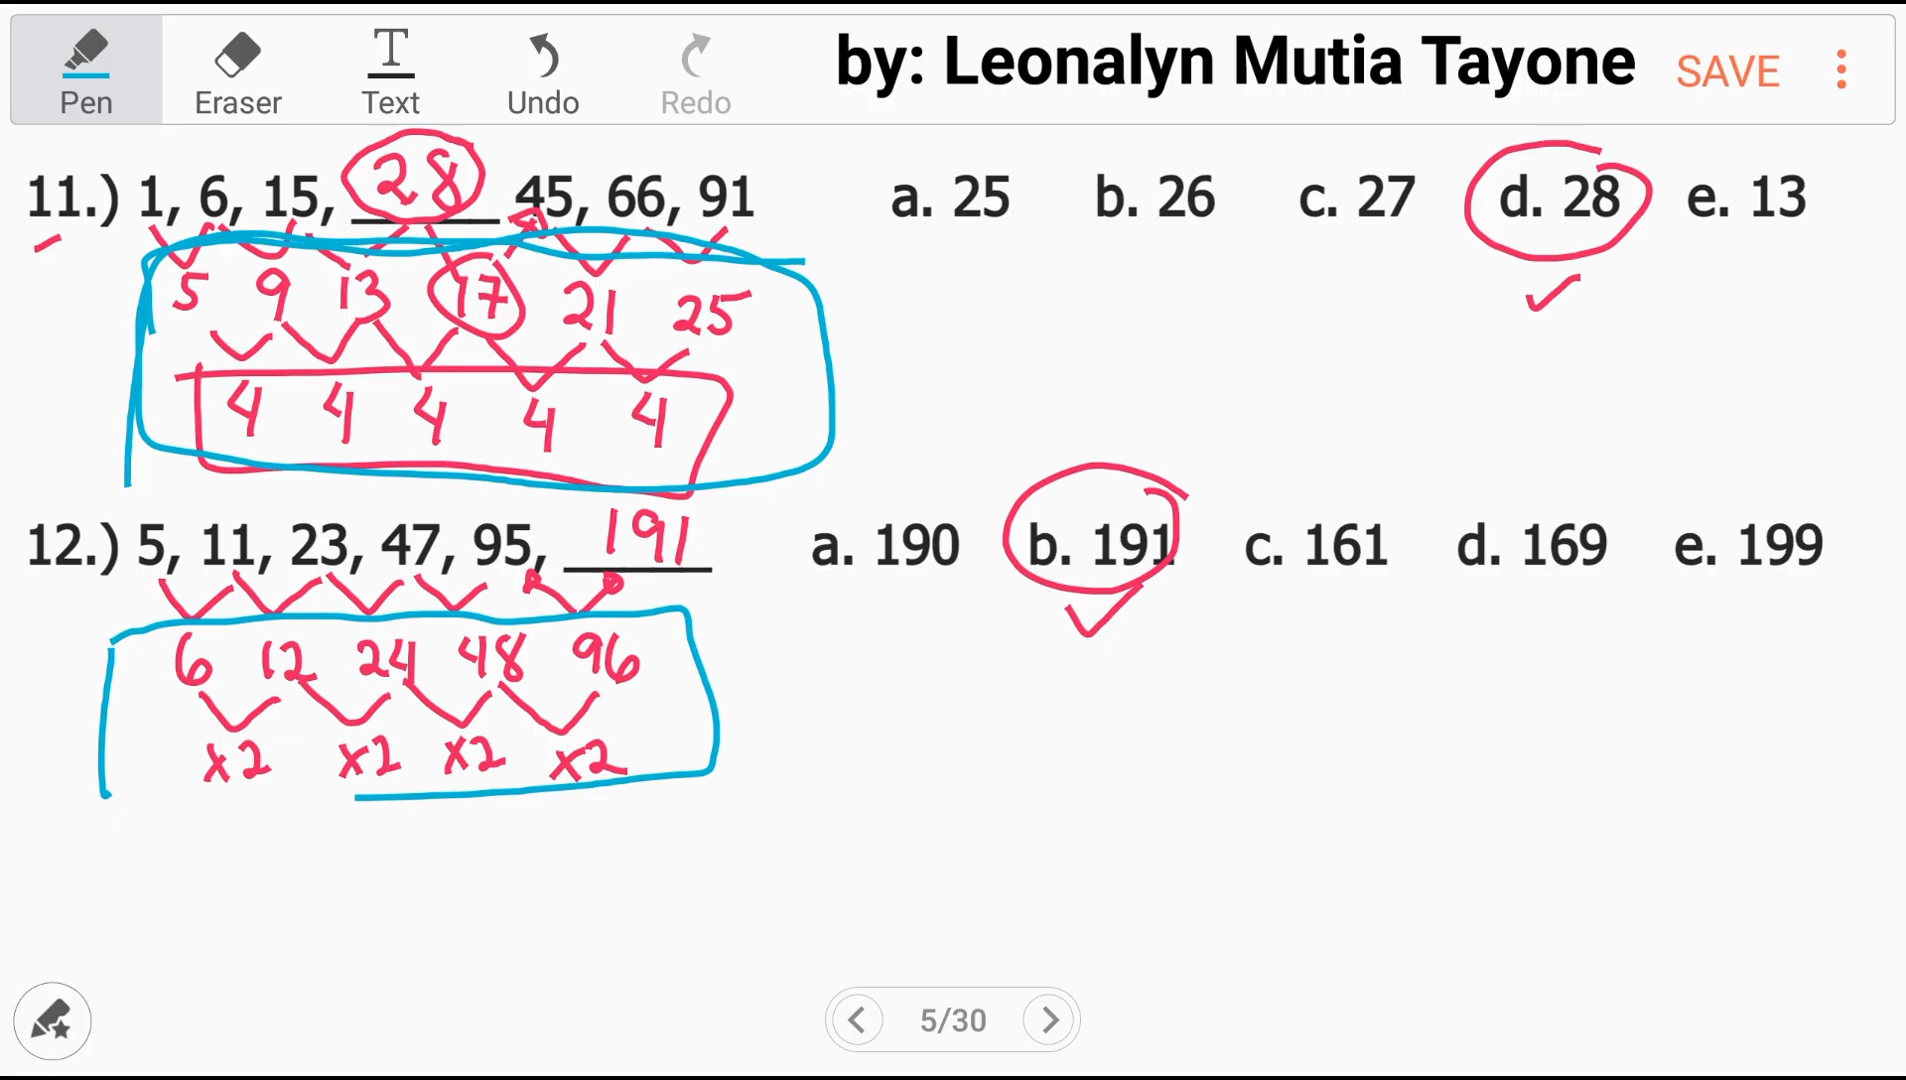 Pen Eraser Text Undo Redo by: Leonalyn Mutia Tayone SAVE
11.) 1, 6, 15, 28 45, 66, 91 a. 25 b. 26 c. 27 d. 28 e. 13
5 9 13 17 21 25
4 4 4 4 4
12.) 5, 11, 23, 47, 95, 191 a. 190 b. 191 c. 161 d. 169 e. 199
6 12 24 48 96
x2 x2 x2 x2
5/30